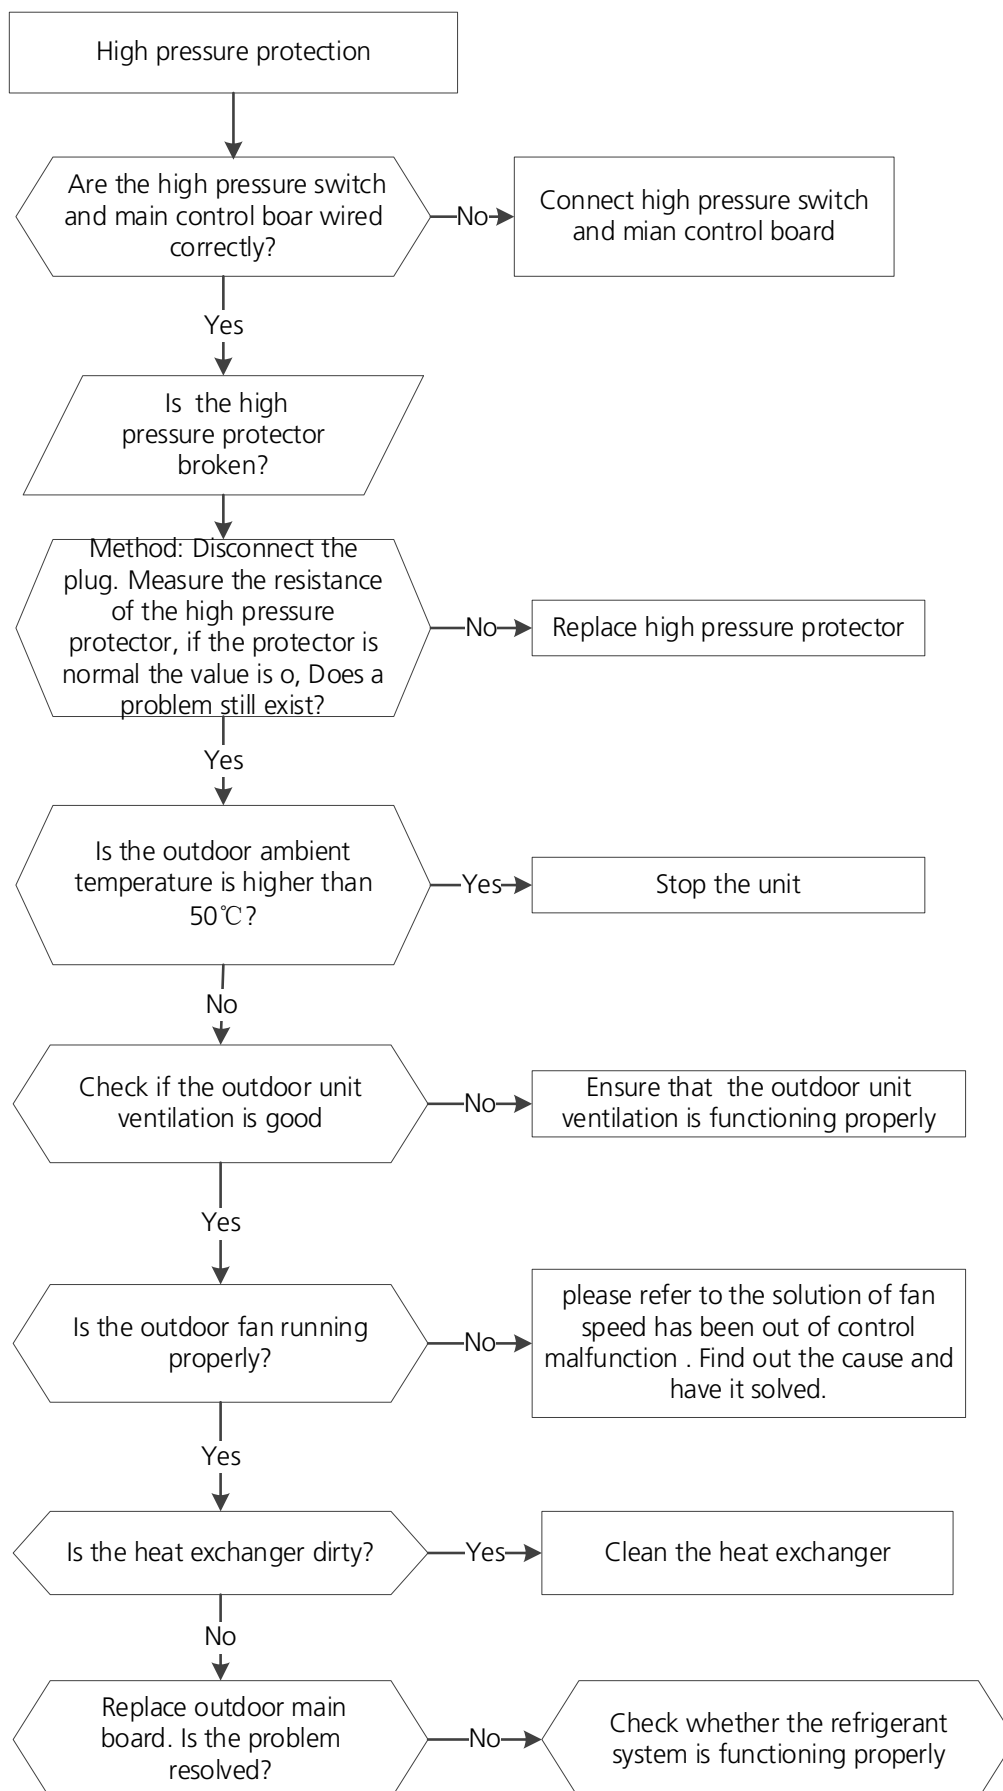 High pressure protection
Are the high pressure switch
and main control boar wired
correctly?
No
Connect high pressure switch
and mian control board
Yes
Is the high
pressure protector
broken?
Method: Disconnect the
plug. Measure the resistance
of the high pressure
protector, if the protector is
normal the value is o, Does a
problem still exist?
No
Replace high pressure protector
Yes
Is the outdoor ambient
temperature is higher than
50℃?
Yes
Stop the unit
No
Check if the outdoor unit
ventilation is good
No
Ensure that the outdoor unit
ventilation is functioning properly
Yes
Is the outdoor fan running
properly?
No
please refer to the solution of fan
speed has been out of control
malfunction . Find out the cause and
have it solved.
Yes
Is the heat exchanger dirty?
Yes
Clean the heat exchanger
No
Replace outdoor main
board. Is the problem
resolved?
No
Check whether the refrigerant
system is functioning properly